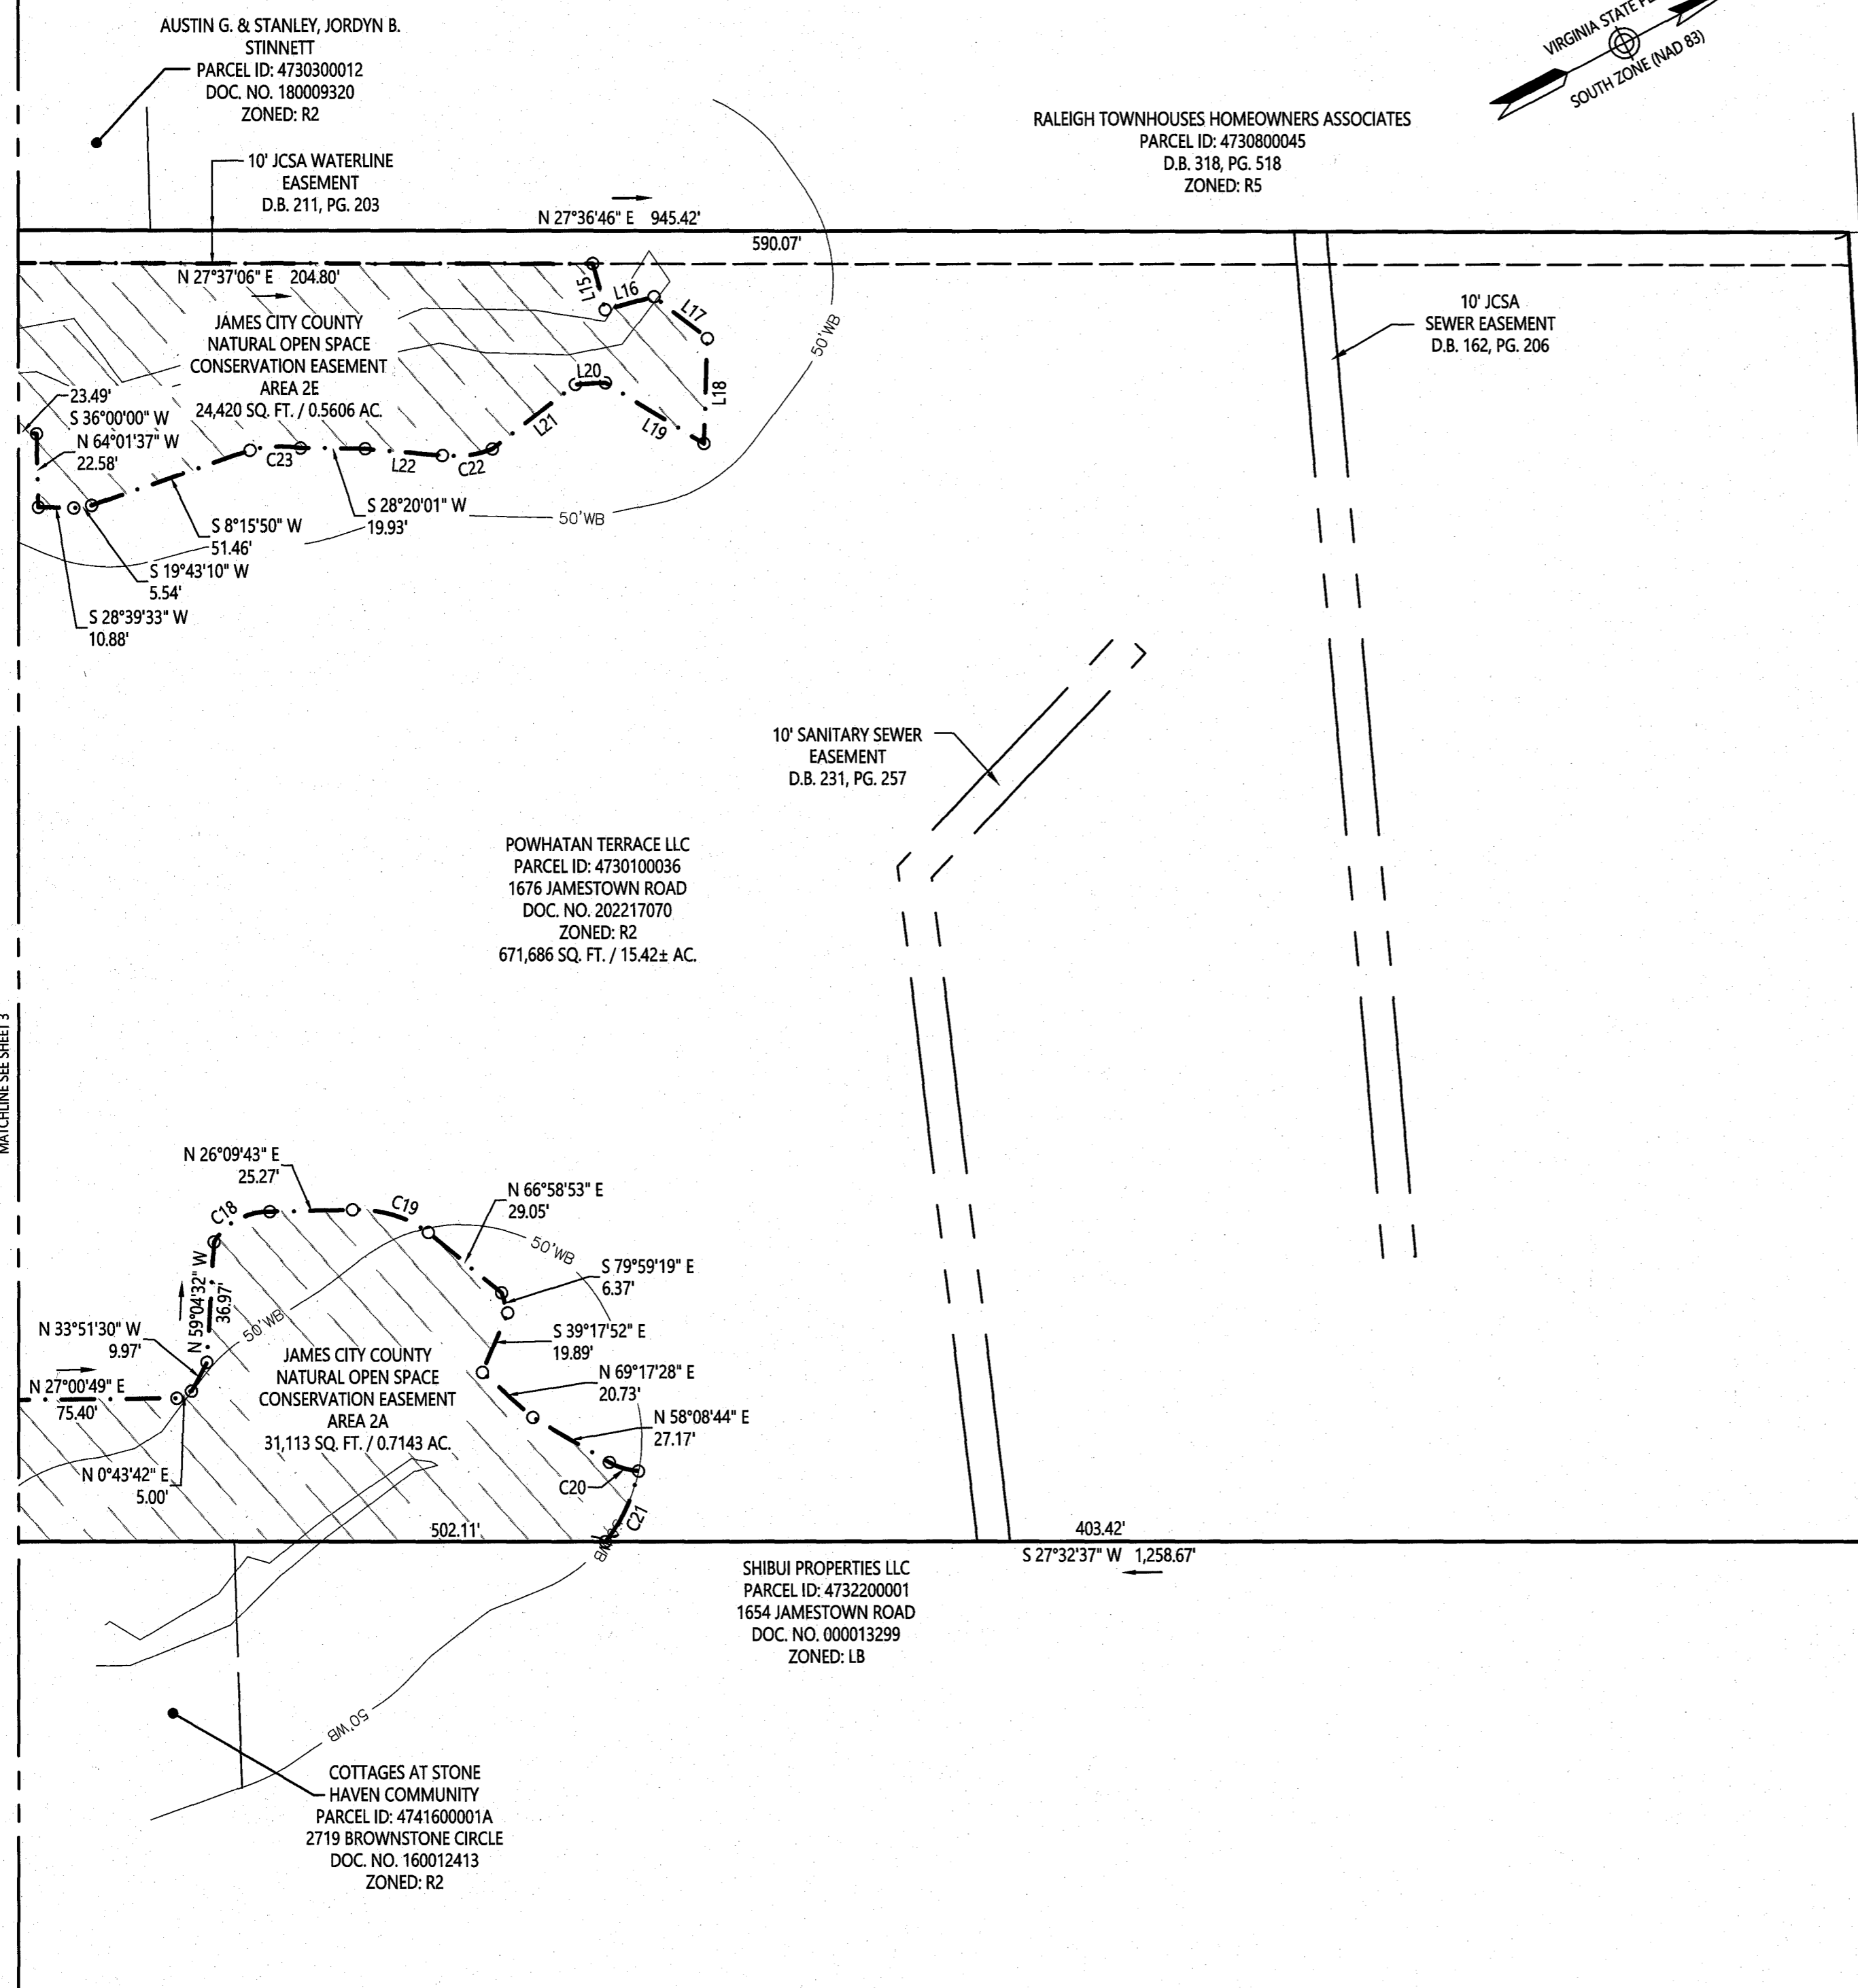 AUSTIN G. & STANLEY, JORDYN B.
STINNETT
PARCEL ID: 4730300012
DOC. NO. 180009320
ZONED: R2
VIRGINIA STATE
SOUTH ZONE (NAD 83)
RALEIGH TOWNHOUSES HOMEOWNERS ASSOCIATES
PARCEL ID: 4730800045
D.B. 318, PG. 518
ZONED: R5
10' JCSA WATERLINE
EASEMENT
D.B. 211, PG. 203
N 27°36'46" E 945.42'
590.07'
N 27°37'06" E 204.80'
L15
L16
L17
L18
L19
L20
L21
L22
C22
C23
50'WB
50'WB
JAMES CITY COUNTY
NATURAL OPEN SPACE
CONSERVATION EASEMENT
AREA 2E
24,420 SQ. FT. / 0.5606 AC.
23.49'
S 36°00'00" W
N 64°01'37" W
22.58'
S 28°20'01" W
19.93'
S 8°15'50" W
51.46'
S 19°43'10" W
5.54'
S 28°39'33" W
10.88'
10' JCSA
SEWER EASEMENT
D.B. 162, PG. 206
10' SANITARY SEWER
EASEMENT
D.B. 231, PG. 257
POWHATAN TERRACE LLC
PARCEL ID: 4730100036
1676 JAMESTOWN ROAD
DOC. NO. 202217070
ZONED: R2
671,686 SQ. FT. / 15.42± AC.
MATCHLINE SEE SHEET 3
N 26°09'43" E
25.27'
C18
C19
N 66°58'53" E
29.05'
50'WB
S 79°59'19" E
6.37'
N 59°04'32" W
36.97'
50'WB
S 39°17'52" E
19.89'
N 33°51'30" W
9.97'
N 27°00'49" E
75.40'
JAMES CITY COUNTY
NATURAL OPEN SPACE
CONSERVATION EASEMENT
AREA 2A
31,113 SQ. FT. / 0.7143 AC.
N 69°17'28" E
20.73'
N 58°08'44" E
27.17'
N 0°43'42" E
5.00'
C20
C21
502.11'
403.42'
S 27°32'37" W 1,258.67'
SHIBUI PROPERTIES LLC
PARCEL ID: 4732200001
1654 JAMESTOWN ROAD
DOC. NO. 000013299
ZONED: LB
50'WB
COTTAGES AT STONE
HAVEN COMMUNITY
PARCEL ID: 4741600001A
2719 BROWNSTONE CIRCLE
DOC. NO. 160012413
ZONED: R2